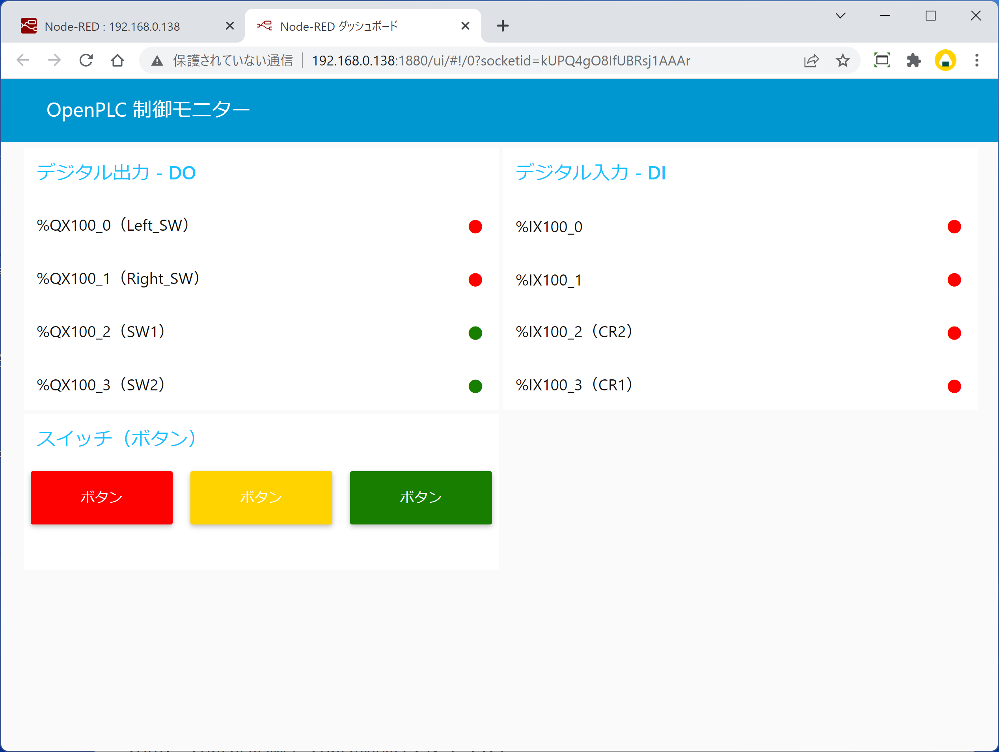 Node-RED : 192.168.0.138
Node-RED ダッシュボード
保護されていない通信
192.168.0.138:1880/ui/#!/0?socketid=kUPQ4gO8IfUBRsj1AAAr
OpenPLC 制御モニター
デジタル出力 - DO
%QX100_0（Left_SW）
%QX100_1（Right_SW）
%QX100_2（SW1）
%QX100_3（SW2）
デジタル入力 - DI
%IX100_0
%IX100_1
%IX100_2（CR2）
%IX100_3（CR1）
スイッチ（ボタン）
ボタン
ボタン
ボタン